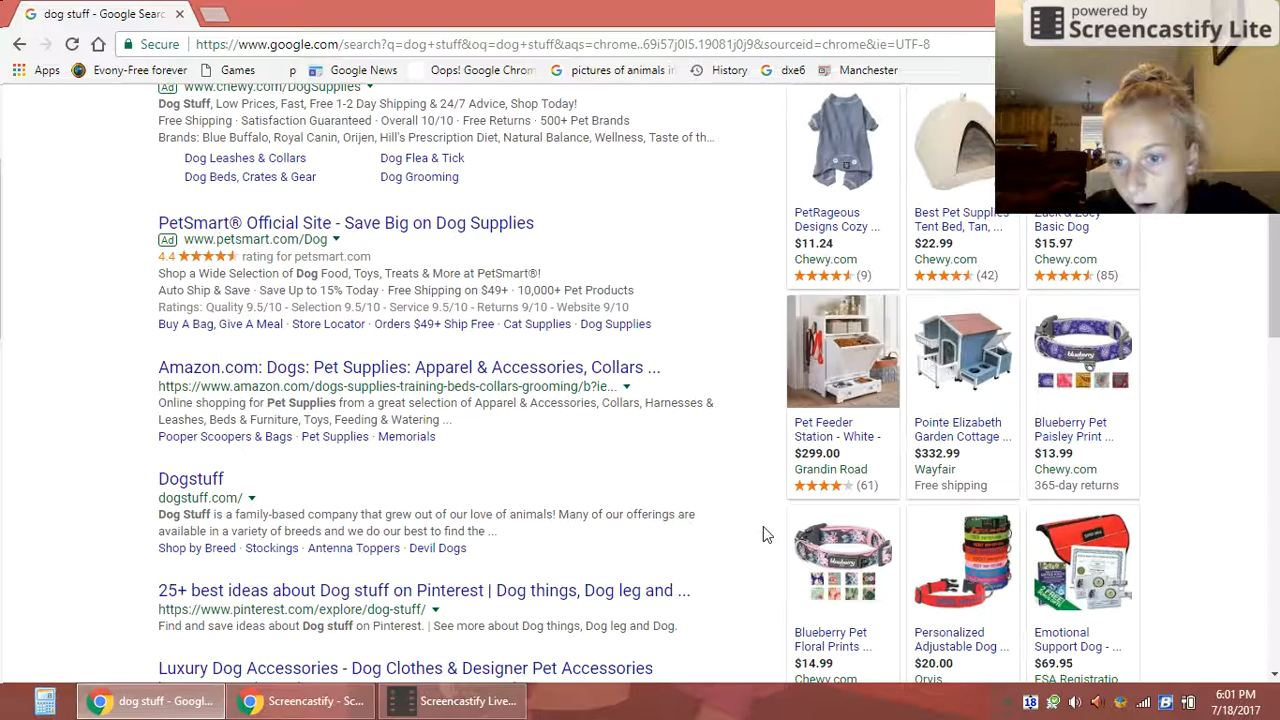 dog stuff - Google Searc
powered by
Screencastify Lite
Secure
https://www.google.com/search?q=dog+stuff&oq=dog+stuff&aqs=chrome..69i57j0l5.19081j0j9&sourceid=chrome&ie=UTF-8
Apps
Evony-Free forever
Games
p
Google News
Oops! Google Chrom
pictures of animals i
History
dxe6
Manchester
Ad www.chewy.com/DogSupplies
Dog Stuff, Low Prices, Fast, Free 1-2 Day Shipping & 24/7 Advice, Shop Today!
Free Shipping · Satisfaction Guaranteed · Overall 10/10 · Free Returns · 500+ Pet Brands
Brands: Blue Buffalo, Royal Canin, Orijen, Hill's Prescription Diet, Natural Balance, Wellness, Taste of th...
Dog Leashes & Collars
Dog Flea & Tick
Dog Beds, Crates & Gear
Dog Grooming
PetSmart® Official Site - Save Big on Dog Supplies
Ad www.petsmart.com/Dog
4.4 rating for petsmart.com
Shop a Wide Selection of Dog Food, Toys, Treats & More at PetSmart®!
Auto Ship & Save · Save Up to 15% Today · Free Shipping on $49+ · 10,000+ Pet Products
Ratings: Quality 9.5/10 - Selection 9.5/10 - Service 9.5/10 - Returns 9/10 - Website 9/10
Buy A Bag, Give A Meal · Store Locator · Orders $49+ Ship Free · Cat Supplies · Dog Supplies
Amazon.com: Dogs: Pet Supplies: Apparel & Accessories, Collars ...
https://www.amazon.com/dogs-supplies-training-beds-collars-grooming/b?ie...
Online shopping for Pet Supplies from a great selection of Apparel & Accessories, Collars, Harnesses &
Leashes, Beds & Furniture, Toys, Feeding & Watering ...
Pooper Scoopers & Bags · Pet Supplies · Memorials
Dogstuff
dogstuff.com/
Dog Stuff is a family-based company that grew out of our love of animals! Many of our offerings are
available in a variety of breeds and we do our best to find the ...
Shop by Breed · Stockings · Antenna Toppers · Devil Dogs
25+ best ideas about Dog stuff on Pinterest | Dog things, Dog leg and ...
https://www.pinterest.com/explore/dog-stuff/
Find and save ideas about Dog stuff on Pinterest. | See more about Dog things, Dog leg and Dog.
Luxury Dog Accessories - Dog Clothes & Designer Pet Accessories
PetRageous
Designs Cozy ...
$11.24
Chewy.com
(9)
Best Pet Supplies
Tent Bed, Tan, ...
$22.99
Chewy.com
(42)
Zack & Zoey
Basic Dog
$15.97
Chewy.com
(85)
Pet Feeder
Station - White -
$299.00
Grandin Road
(61)
Pointe Elizabeth
Garden Cottage ...
$332.99
Wayfair
Free shipping
blueberry
Blueberry Pet
Paisley Print ...
$13.99
Chewy.com
365-day returns
Blueberry Pet
Floral Prints ...
$14.99
Chewy.com
Personalized
Adjustable Dog ...
$20.00
Orvis
Emotional
Support Dog - ...
$69.95
ESA Registratio
dog stuff - Googl...
Screencastify - Sc...
Screencastify Live...
18
6:01 PM
7/18/2017